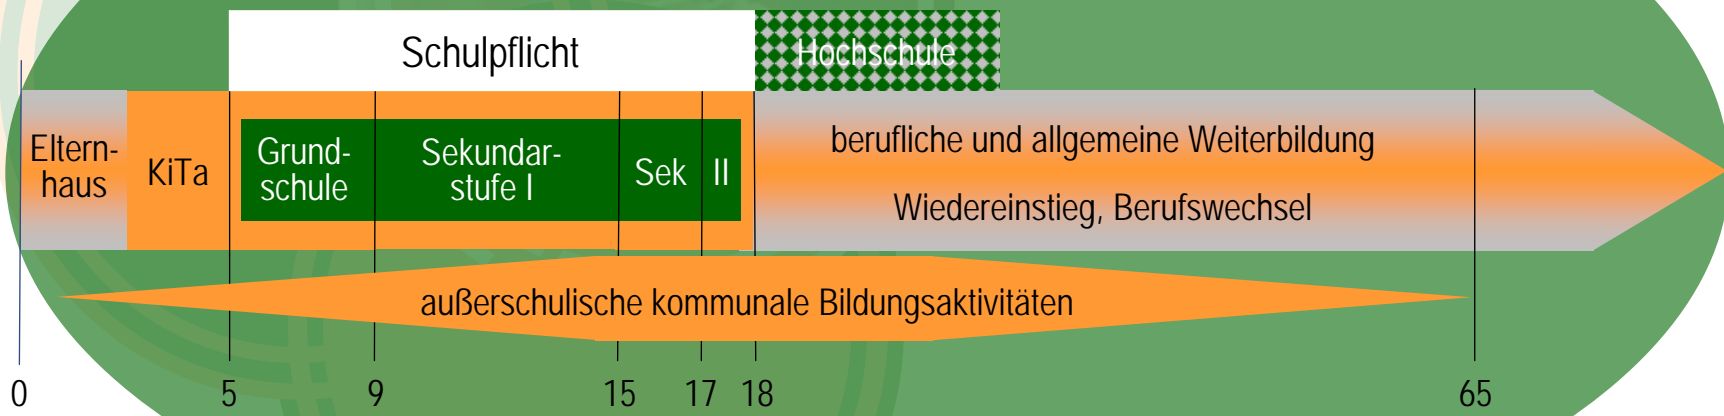 Schulpflicht
Hochschule
Eltern-
haus
KiTa
Grund-
schule
Sekundar-
stufe I
Sek
II
berufliche und allgemeine Weiterbildung
Wiedereinstieg, Berufswechsel
außerschulische kommunale Bildungsaktivitäten
0
5
9
15
17
18
65